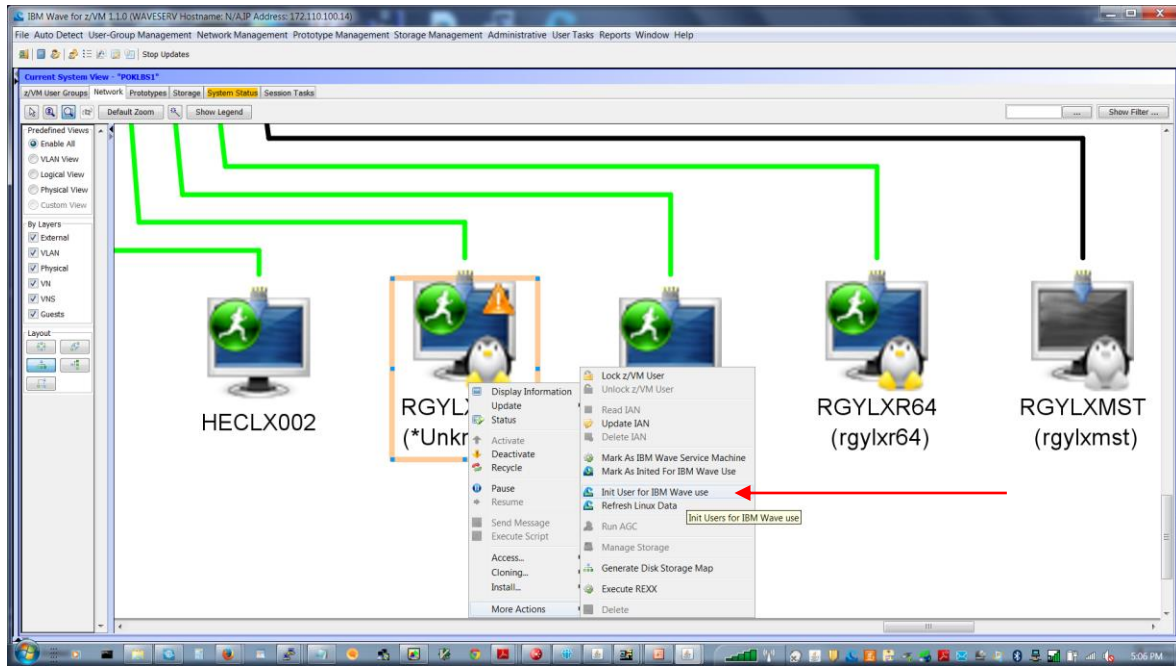 IBM Wave for z/VM 1.1.0 (WAVESERV Hostname: N/A,IP Address: 172.110.100.14)
File Auto Detect User-Group Management Network Management Prototype Management Storage Management Administrative User Tasks Reports Window Help
Stop Updates
Current System View - "POKLBS1"
z/VM User Groups Network Prototypes Storage System Status Session Tasks
Default Zoom Show Legend ... Show Filter ...
Predefined Views
Enable All
VLAN View
Logical View
Physical View
Custom View
By Layers
External
VLAN
Physical
VN
VNS
Guests
Layout
HECLX002
RGYLX
(*Unkn
RGYLXR64
(rgylxr64)
RGYLXMST
(rgylxmst)
Display Information
Update
Status
Activate
Deactivate
Recycle
Pause
Resume
Send Message
Execute Script
Access...
Cloning...
Install...
More Actions
Lock z/VM User
Unlock z/VM User
Read IAN
Update IAN
Delete IAN
Mark As IBM Wave Service Machine
Mark As Inited For IBM Wave Use
Init User for IBM Wave use
Refresh Linux Data
Init Users for IBM Wave use
Run AGC
Manage Storage
Generate Disk Storage Map
Execute REXX
Delete
5:06 PM